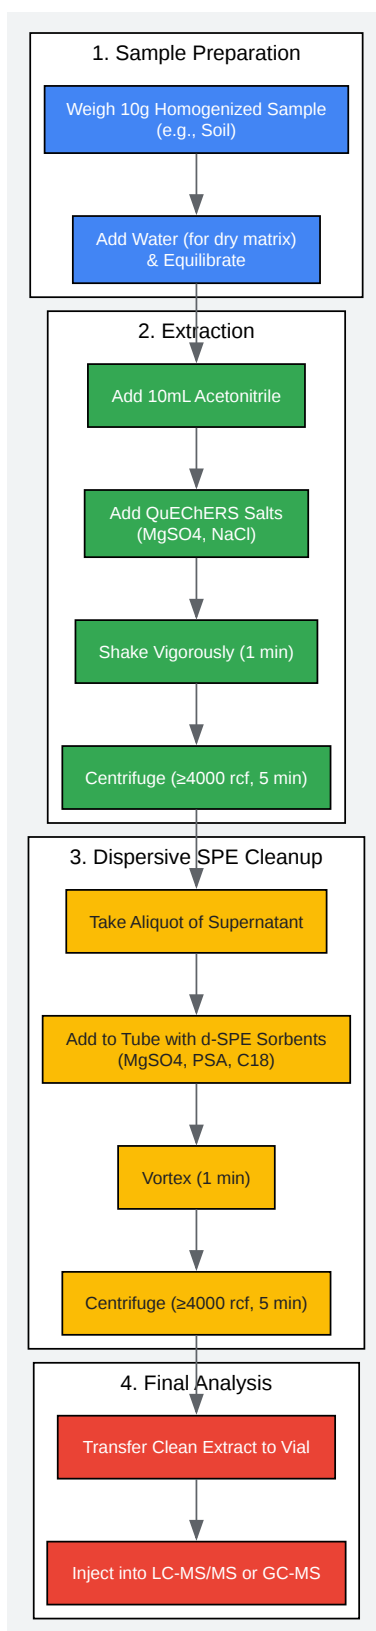 1. Sample Preparation
Weigh 10g Homogenized Sample
(e.g., Soil)
Add Water (for dry matrix)
& Equilibrate
2. Extraction
Add 10mL Acetonitrile
Add QuEChERS Salts
(MgSO4, NaCl)
Shake Vigorously (1 min)
Centrifuge (≥4000 rcf, 5 min)
3. Dispersive SPE Cleanup
Take Aliquot of Supernatant
Add to Tube with d-SPE Sorbents
(MgSO4, PSA, C18)
Vortex (1 min)
Centrifuge (≥4000 rcf, 5 min)
4. Final Analysis
Transfer Clean Extract to Vial
Inject into LC-MS/MS or GC-MS